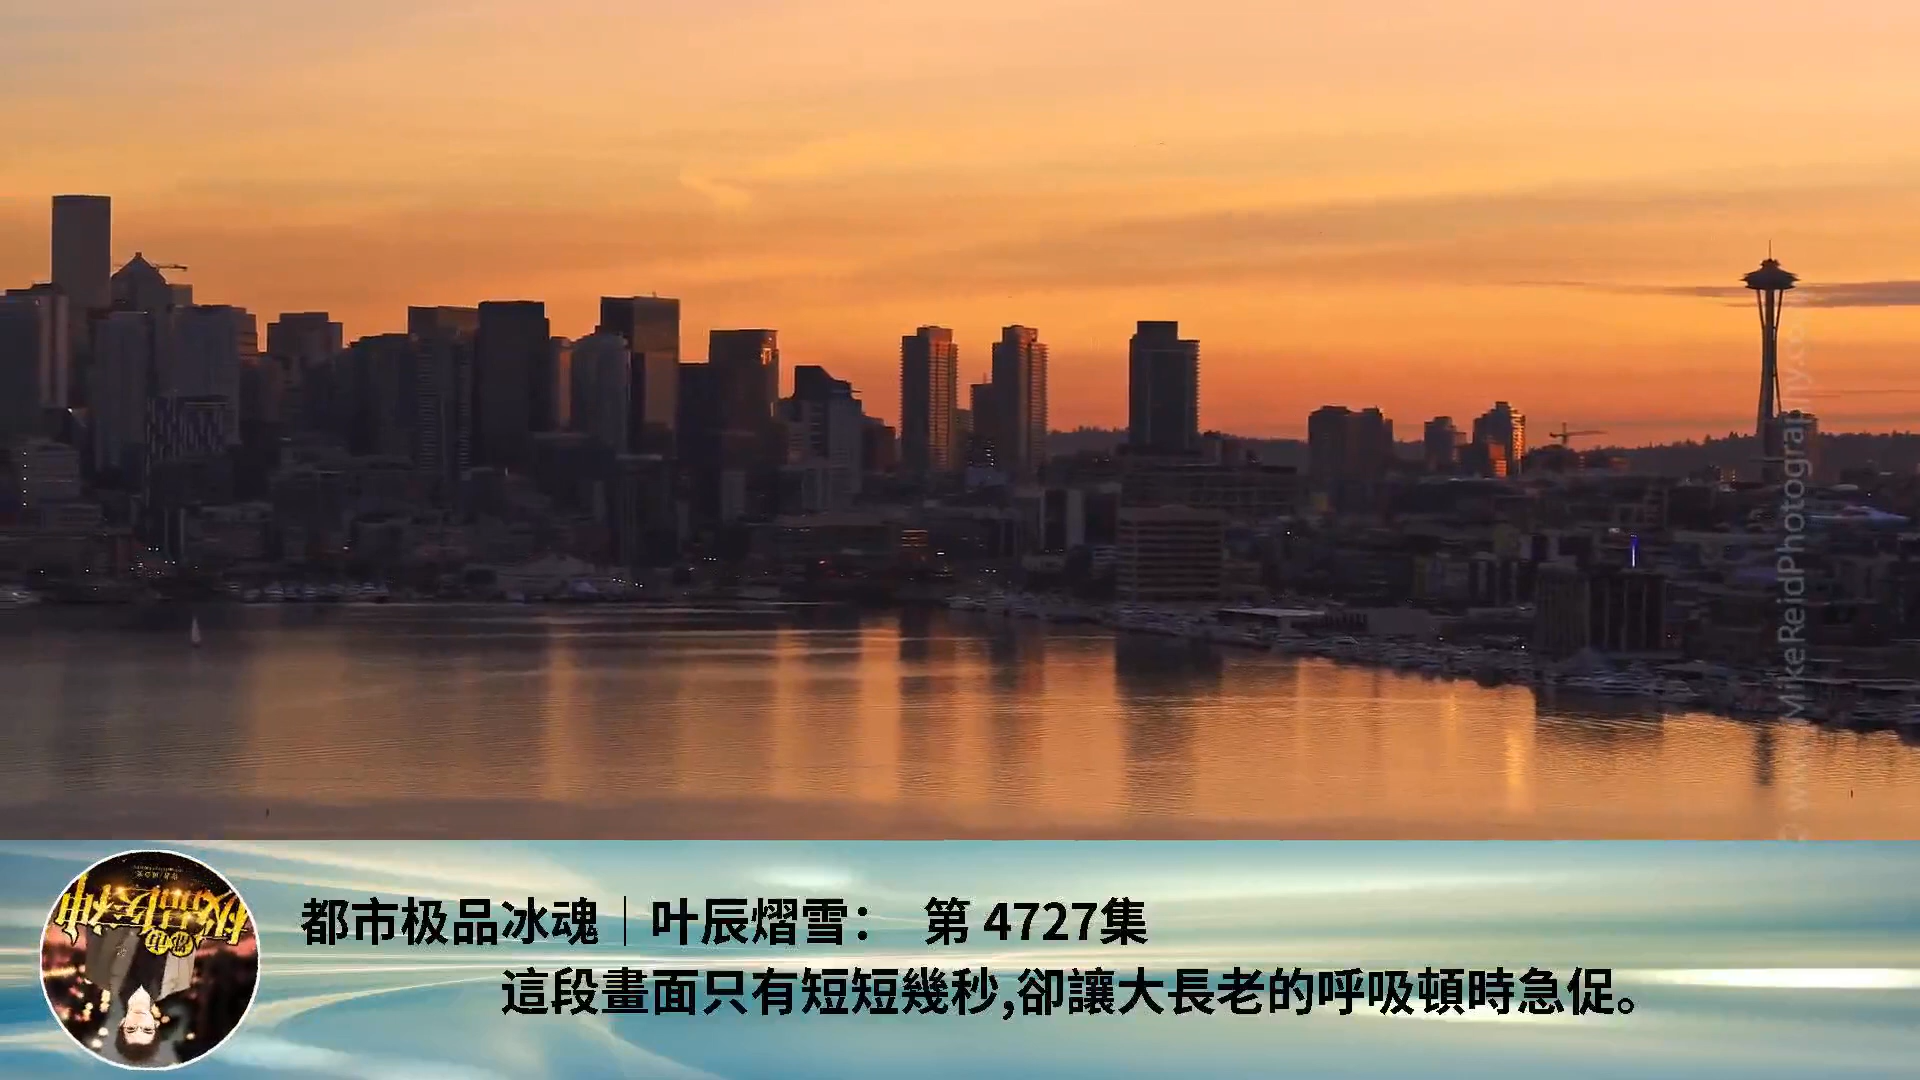 © www.MikeReidPhotography.com
都市极品冰魂｜叶辰熠雪： 第 4727集
這段畫面只有短短幾秒,卻讓大長老的呼吸頓時急促。